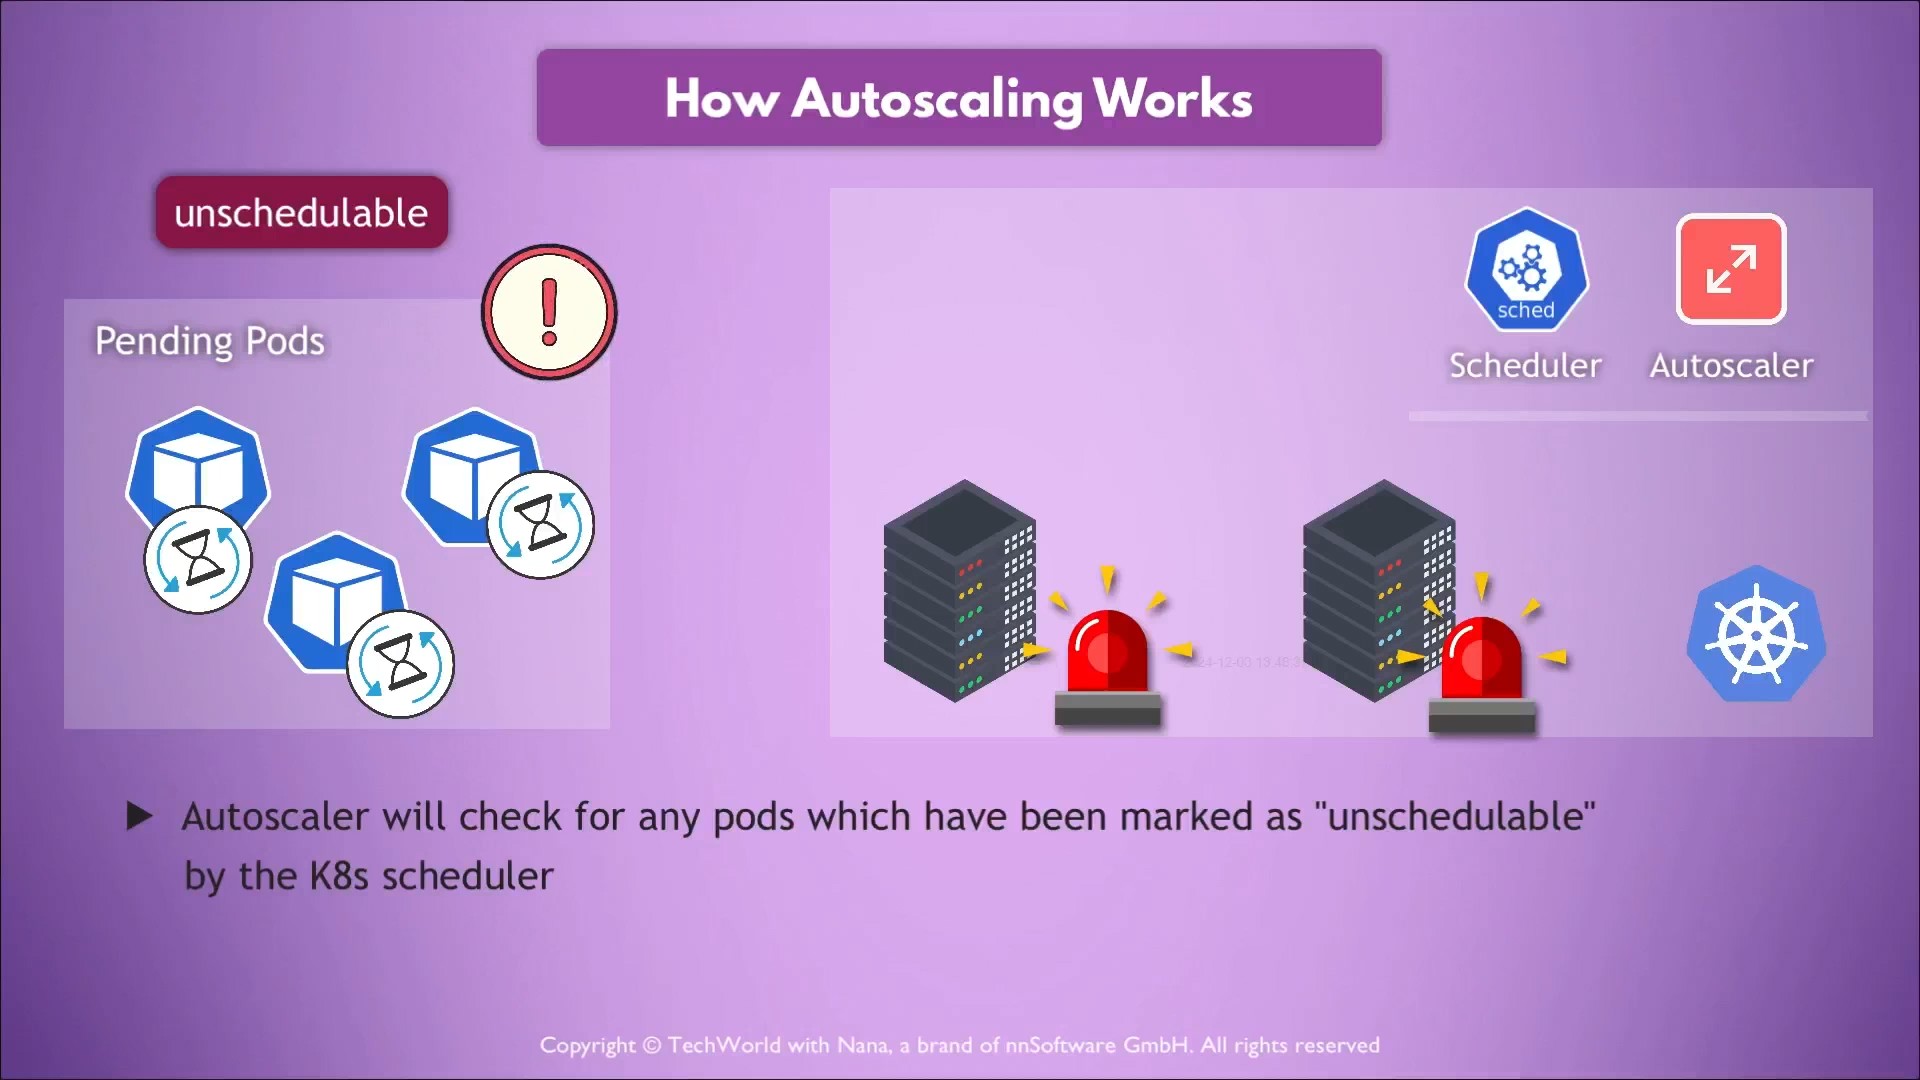 How Autoscaling Works
unschedulable
Pending Pods
sched
Scheduler
Autoscaler
Autoscaler will check for any pods which have been marked as "unschedulable"
by the K8s scheduler
Copyright © TechWorld with Nana, a brand of nnSoftware GmbH. All rights reserved